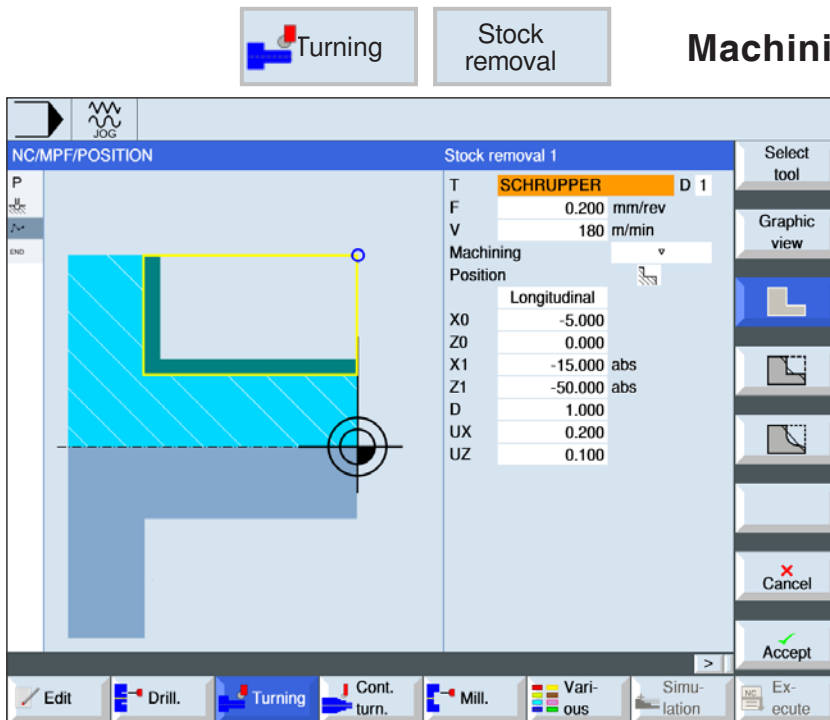 Turning
Stock
removal
Machini
JOG
NC/MPF/POSITION
Stock removal 1
Select
tool
P
T SCHRUPPER D 1
F 0.200 mm/rev
V 180 m/min
Graphic
view
END
Machining
Position
Longitudinal
X0 -5.000
Z0 0.000
X1 -15.000 abs
Z1 -50.000 abs
D 1.000
UX 0.200
UZ 0.100
Cancel
Accept
>
Edit
Drill.
Turning
Cont.
turn.
Mill.
Vari-
ous
Simu-
lation
NC
Ex-
ecute